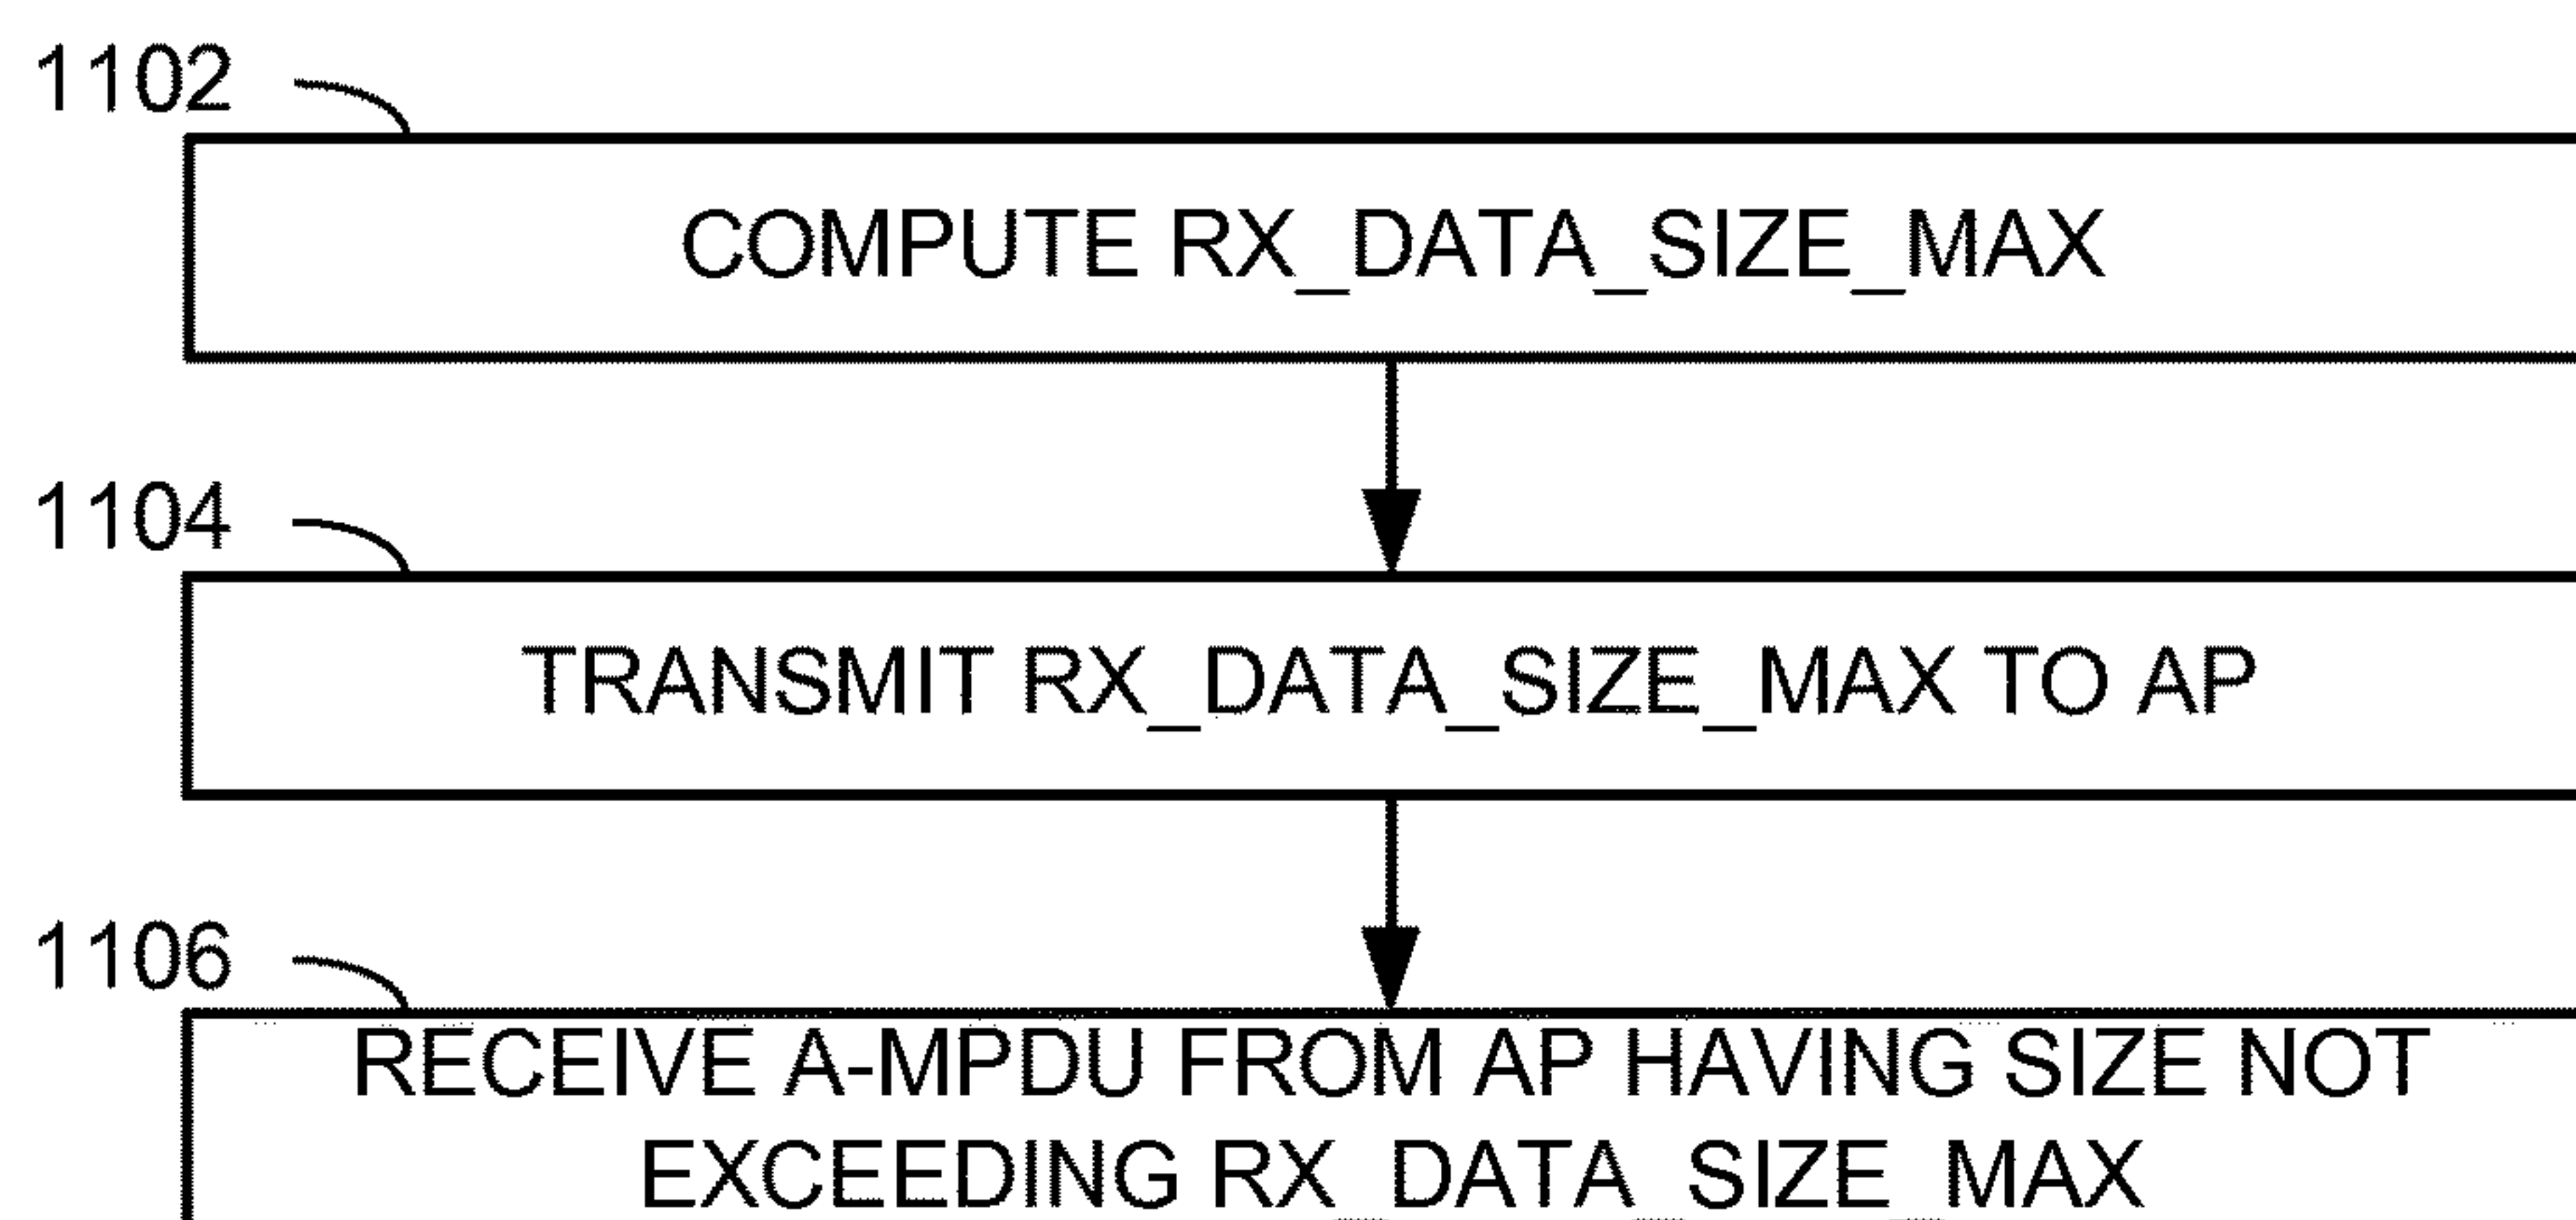 1102
COMPUTE RX_DATA_SIZE_MAX
1104
TRANSMIT RX_DATA_SIZE_MAX TO AP
1106
RECEIVE A-MPDU FROM AP HAVING SIZE NOT
EXCEEDING RX_DATA_SIZE_MAX